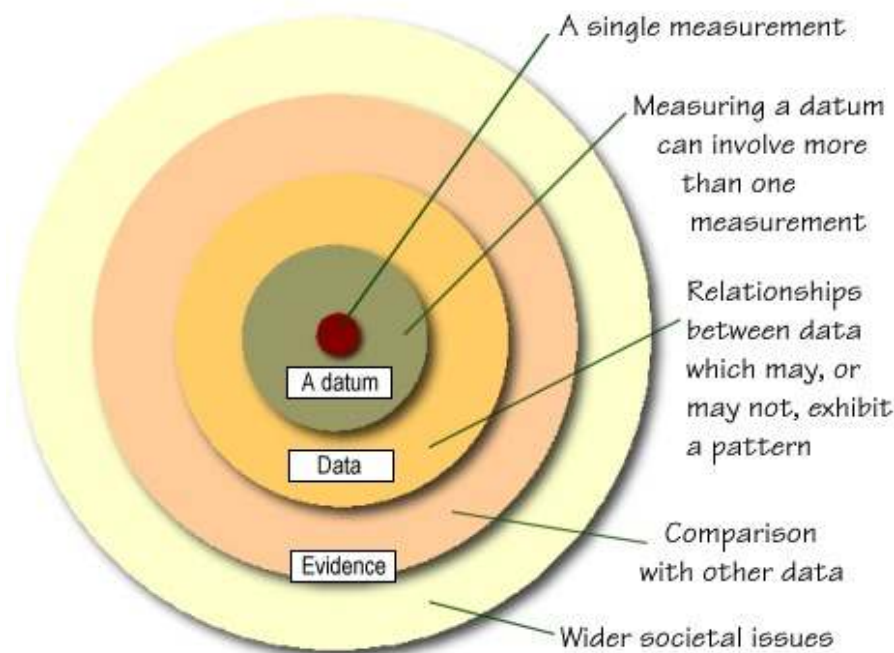 A single measurement
Measuring a datum
can involve more
than one
measurement
Relationships
between data
which may, or
may not, exhibit
a pattern
Comparison
with other data
Wider societal issues
A datum
Data
Evidence